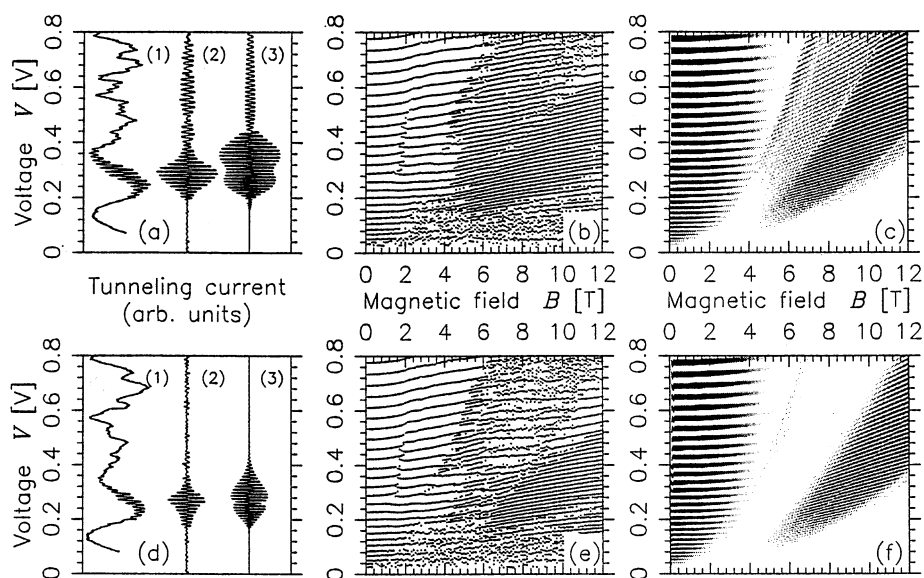 0.8
0.6
0.4
0.2
0
Voltage V [V]
(1)
(2)
(3)
(a)
Tunneling current
(arb. units)
0.8
0.6
0.4
0.2
0
(b)
0 2 4 6 8 10 12
Magnetic field B [T]
0.8
0.6
0.4
0.2
0
(c)
0 2 4 6 8 10 12
Magnetic field B [T]
0.8
0.6
0.4
0.2
0
Voltage V [V]
(1)
(2)
(3)
(d)
0 2 4 6 8 10 12
0.8
0.6
0.4
0.2
0
(e)
0 2 4 6 8 10 12
0.8
0.6
0.4
0.2
0
(f)